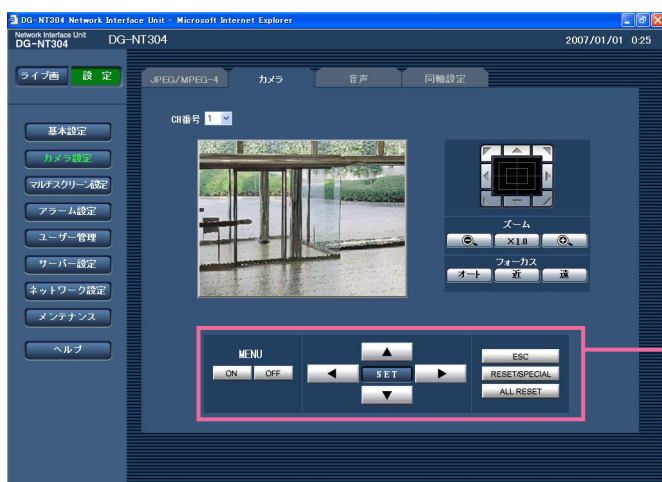 DG-NT304 Network Interface Unit - Microsoft Internet Explorer
Network Interface Unit
DG-NT304
DG-NT304
2007/01/01 0:25
ライブ画
設 定
JPEG/MPEG-4
カメラ
音声
同軸設定
基本設定
カメラ設定
マルチスクリーン設定
アラーム設定
ユーザー管理
サーバー設定
ネットワーク設定
メンテナンス
ヘルプ
CH番号 1
ズーム
×1.0
フォーカス
オート 近 遠
MENU
ON OFF
SET
ESC
RESET/SPECIAL
ALL RESET